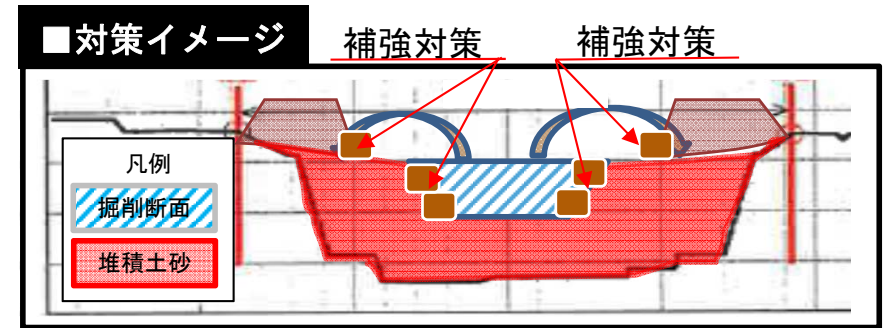 ■対策イメージ
補強対策
補強対策
凡例
掘削断面
堆積土砂